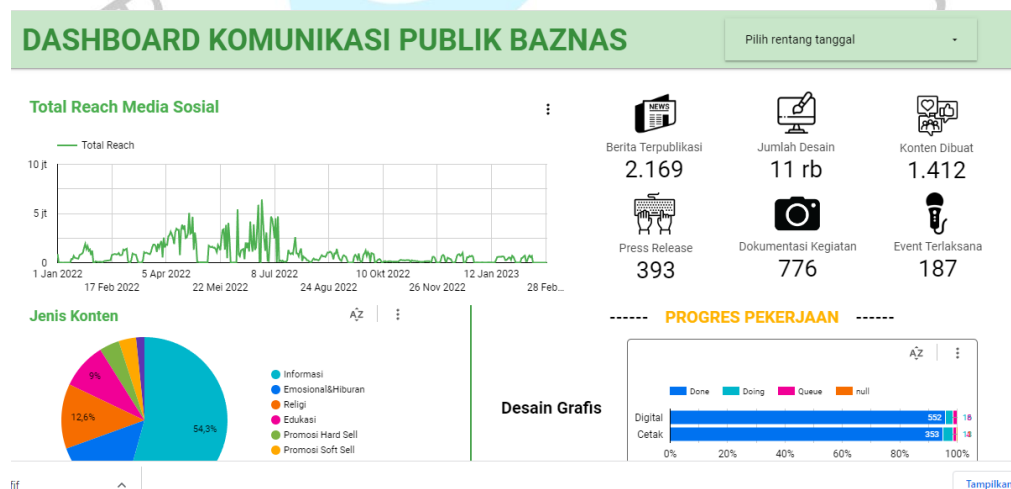 DASHBOARD KOMUNIKASI PUBLIK BAZNAS
Pilih rentang tanggal
Total Reach Media Sosial
Total Reach
10 jt
5 jt
0
1 Jan 2022 5 Apr 2022 8 Jul 2022 10 Okt 2022 12 Jan 2023
17 Feb 2022 22 Mei 2022 24 Agu 2022 26 Nov 2022 28 Feb...
NEWS
Berita Terpublikasi Jumlah Desain Konten Dibuat
2.169 11 rb 1.412
Press Release Dokumentasi Kegiatan Event Terlaksana
393 776 187
Jenis Konten
AZ
9%
12,6%
54,3%
Informasi
Emosional&Hiburan
Religi
Edukasi
Promosi Hard Sell
Promosi Soft Sell
------ PROGRES PEKERJAAN ------
AZ
Done Doing Queue null
Desain Grafis
Digital 552
Cetak 353
0% 20% 40% 60% 80% 100%
Tampilkan